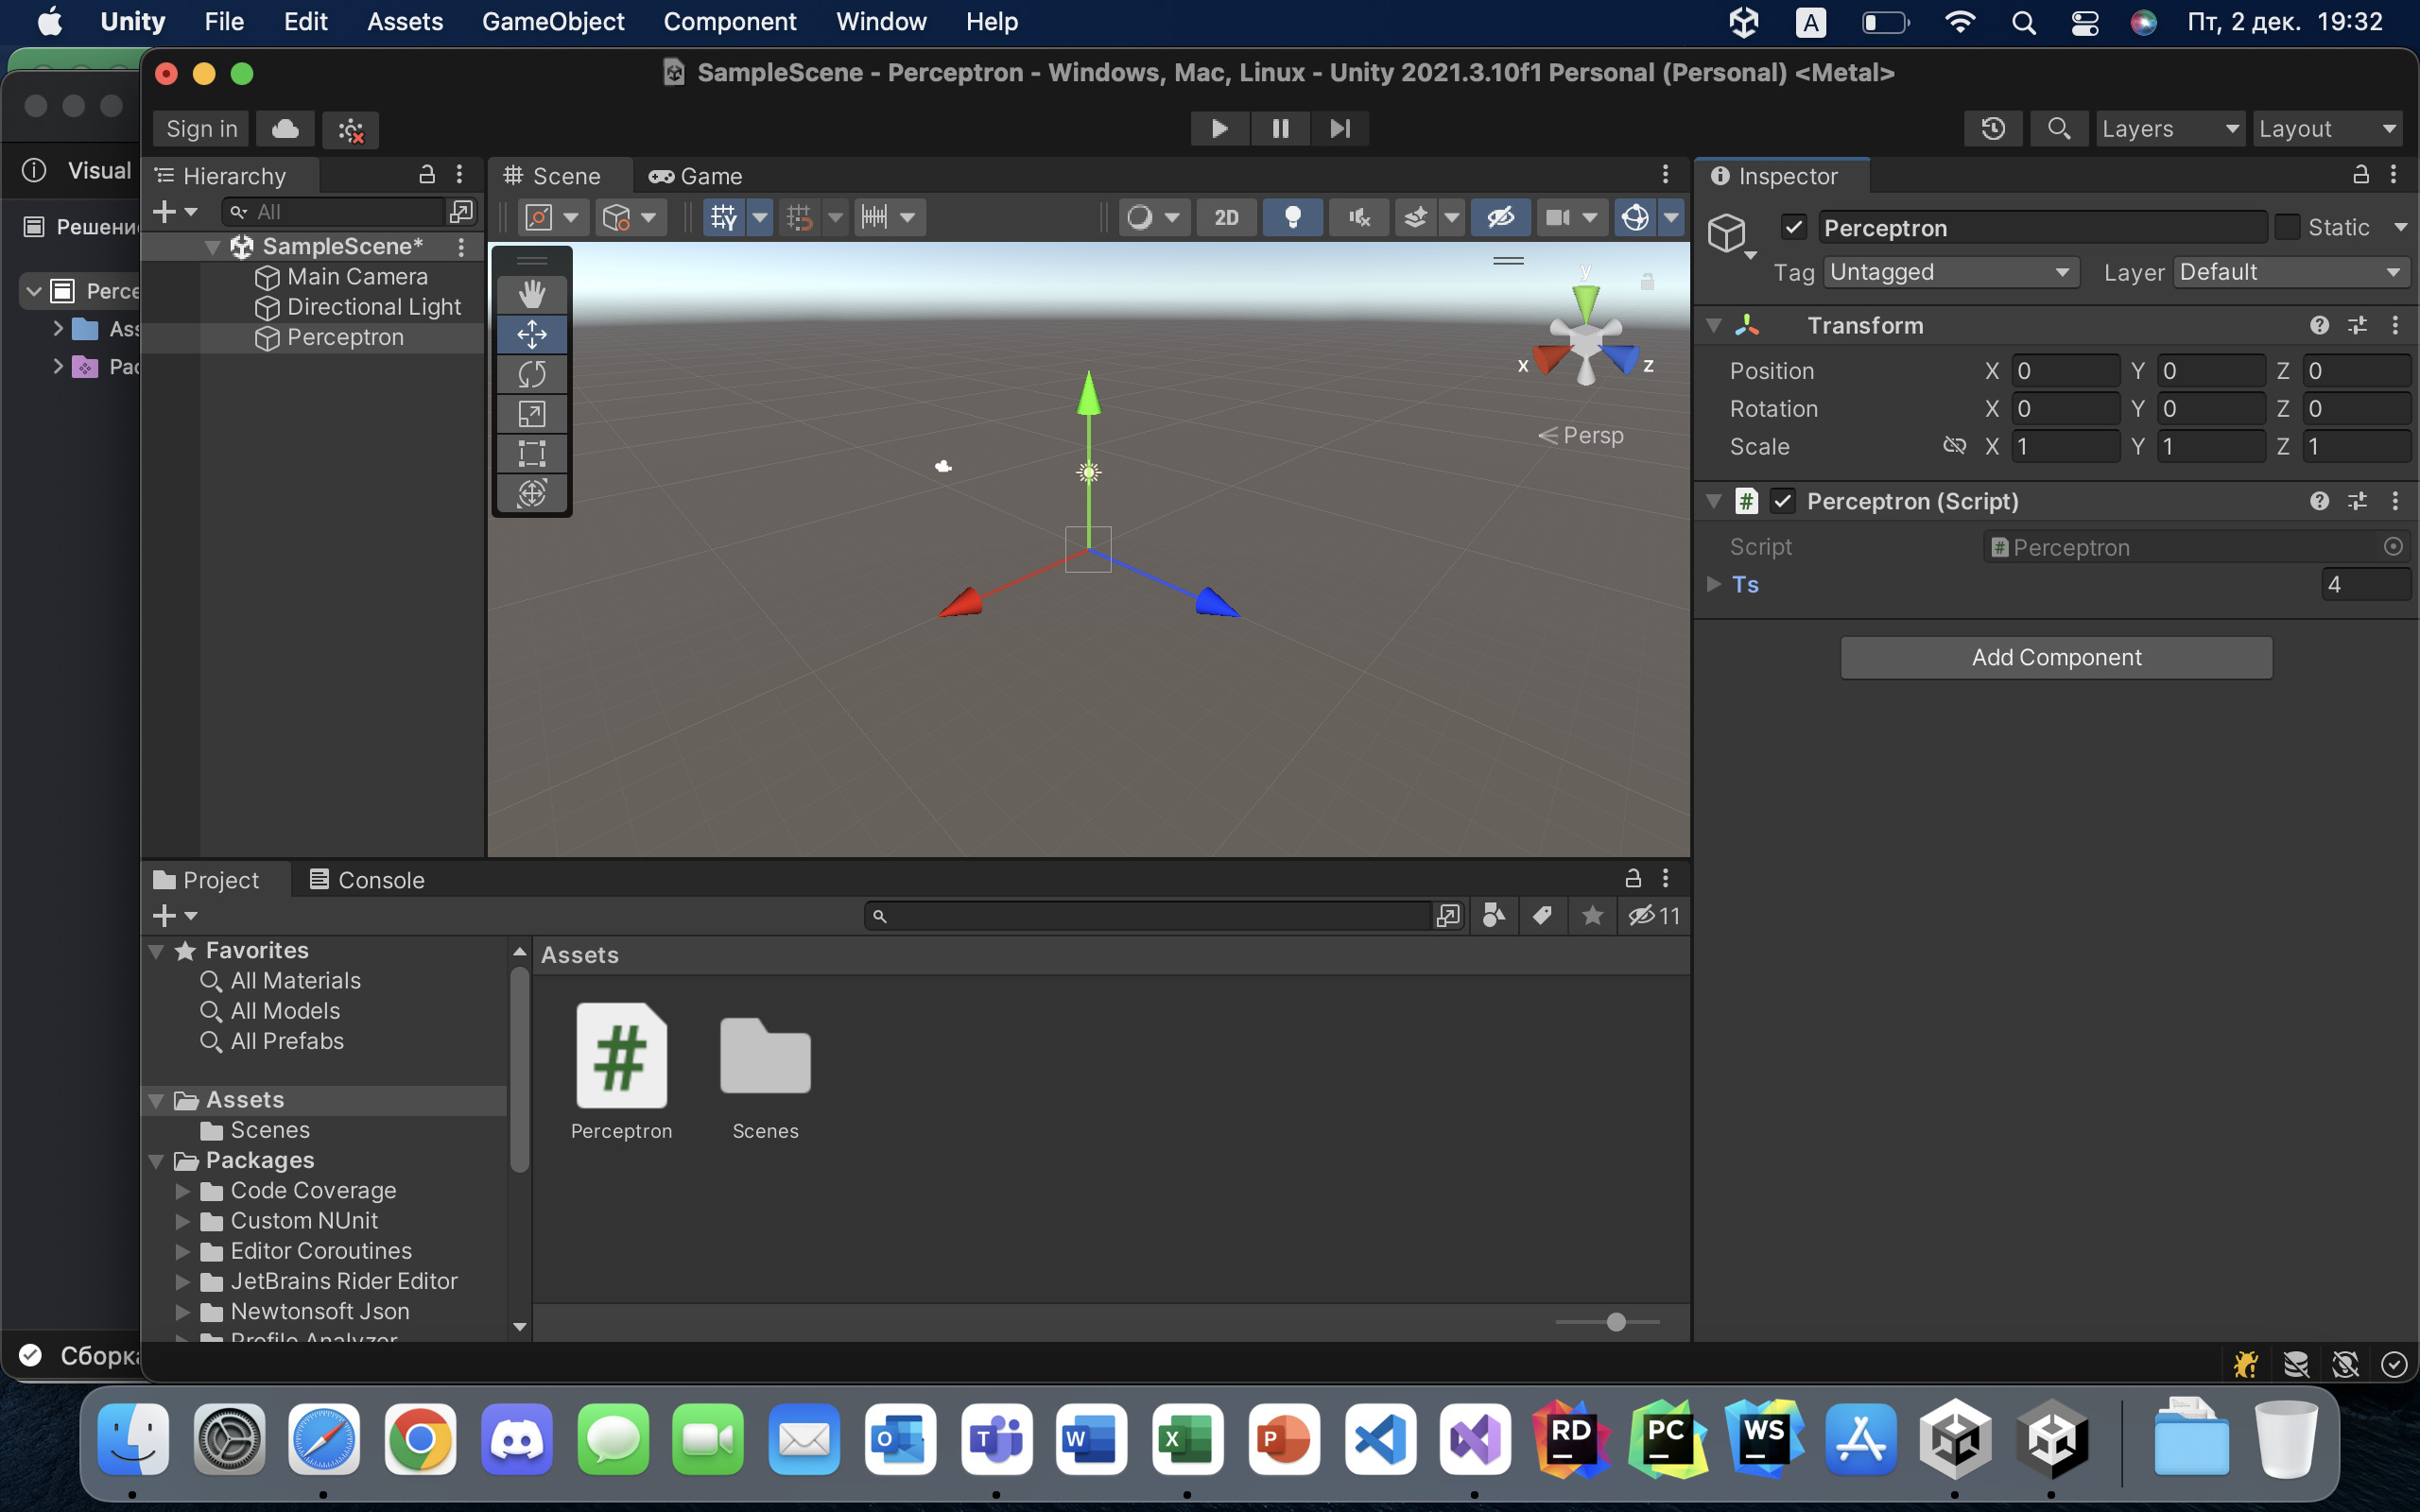 Unity File Edit Assets GameObject Component Window Help A Пт, 2 дек. 19:32
SampleScene - Perceptron - Windows, Mac, Linux - Unity 2021.3.10f1 Personal (Personal) <Metal>
Sign in Layers Layout
Visual
Hierarchy
Scene Game
Inspector
All
2D
Решени
SampleScene*
Main Camera
Directional Light
Perceptron
Perce
Ass
Pac
y
x
z
Persp
Perceptron Static
Tag Untagged Layer Default
Transform
Position X 0 Y 0 Z 0
Rotation X 0 Y 0 Z 0
Scale X 1 Y 1 Z 1
# Perceptron (Script)
Script # Perceptron
Ts 4
Add Component
Project Console
11
Favorites
All Materials
All Models
All Prefabs
Assets
Scenes
Packages
Code Coverage
Custom NUnit
Editor Coroutines
JetBrains Rider Editor
Newtonsoft Json
Profile Analyzer
Assets
#
Perceptron Scenes
Сборка
O T W X P RD PC WS